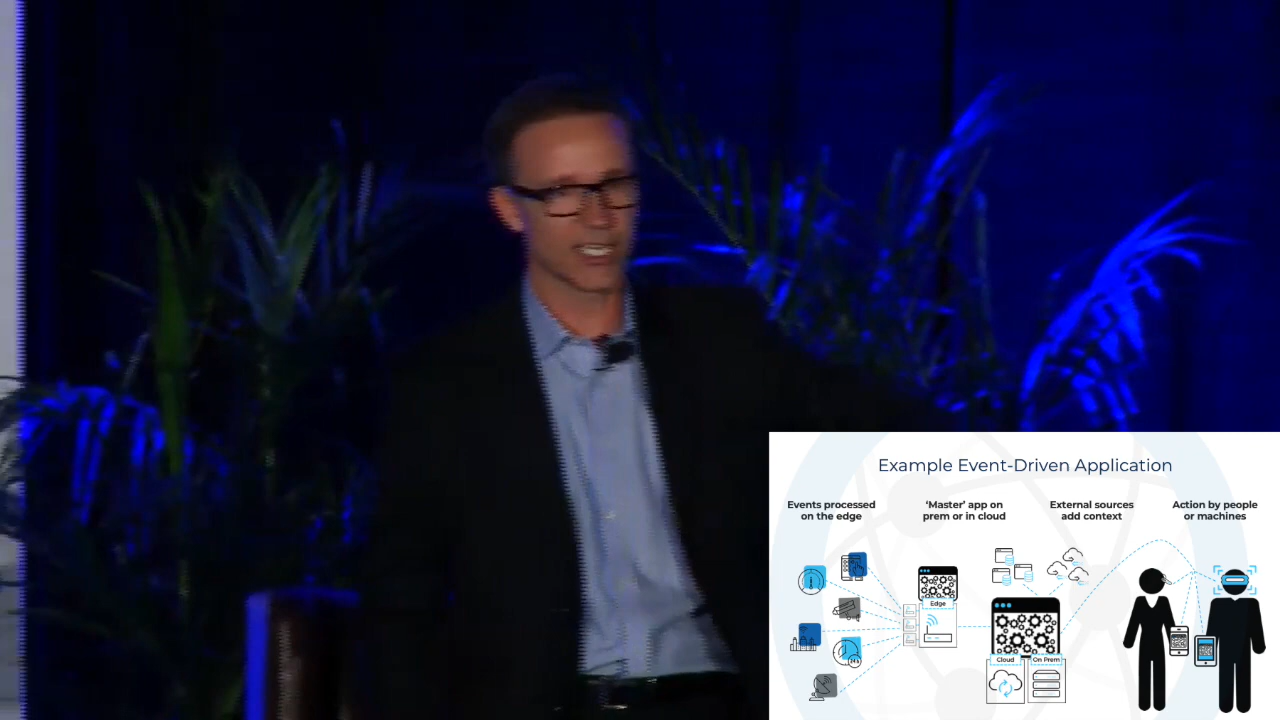 Example Event-Driven Application
Events processed
on the edge
‘Master’ app on
prem or in cloud
External sources
add context
Action by people
or machines
Edge
Cloud
On Prem